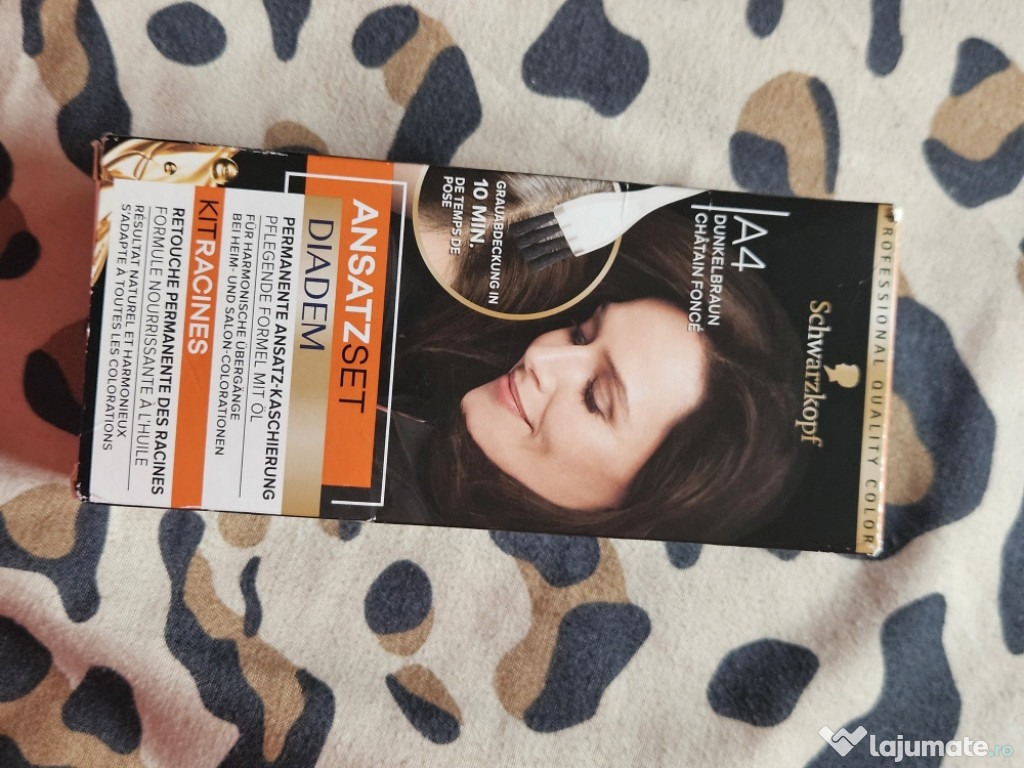 PROFESSIONAL QUALITY COLOR
Schwarzkopf
A4
DUNKELBRAUN
CHÂTAIN FONCÉ
GRAUABDECKUNG IN
10 MIN.
DE TEMPS DE
POSE
ANSATZSET
DIADEM
PERMANENTE ANSATZ-KASCHIERUNG
PFLEGENDE FORMEL MIT ÖL
FÜR HARMONISCHE ÜBERGÄNGE
BEI HEIM- UND SALON-COLORATIONEN
KIT RACINES
RETOUCHE PERMANENTE DES RACINES
FORMULE NOURRISSANTE À L'HUILE
RÉSULTAT NATUREL ET HARMONIEUX
S'ADAPTE À TOUTES LES COLORATIONS
lajumate.ro